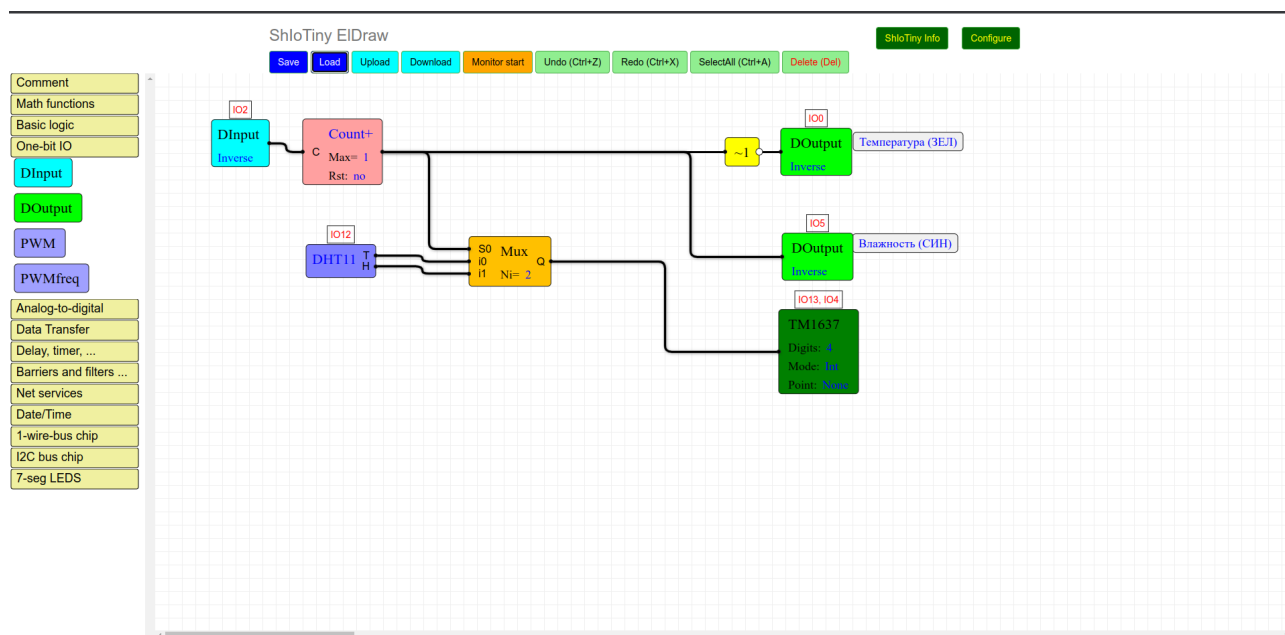 ShIoTiny ElDraw
ShIoTiny Info
Configure
Save
Load
Upload
Download
Monitor start
Undo (Ctrl+Z)
Redo (Ctrl+X)
SelectAll (Ctrl+A)
Delete (Del)
Comment
Math functions
Basic logic
One-bit IO
DInput
DOutput
PWM
PWMfreq
Analog-to-digital
Data Transfer
Delay, timer, ...
Barriers and filters ...
Net services
Date/Time
1-wire-bus chip
I2C bus chip
7-seg LEDS
IO2
DInput
Inverse
Count+
C
Max= 1
Rst: no
~1
IO0
DOutput
Inverse
Температура (ЗЕЛ)
IO12
DHT11
T
H
S0
i0
i1
Mux
Ni= 2
Q
IO5
DOutput
Inverse
Влажность (СИН)
IO13, IO4
TM1637
Digits: 4
Mode: Int
Point: None